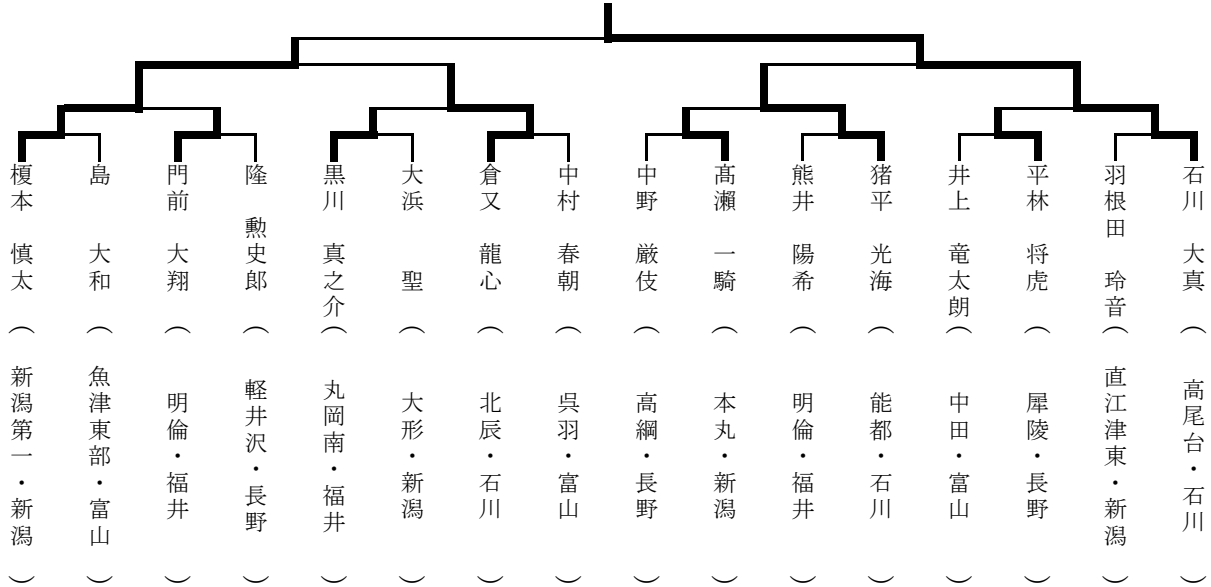 榎本　慎太（新潟第一・新潟）
島　大和（魚津東部・富山）
門前　大翔（明倫・福井）
隆　勲史郎（軽井沢・長野）
黒川　真之介（丸岡南・福井）
大浜　聖（大形・新潟）
倉又　龍心（北辰・石川）
中村　春朝（呉羽・富山）
中野　厳伎（高綱・長野）
髙瀬　一騎（本丸・新潟）
熊井　陽希（明倫・福井）
猪平　光海（能都・石川）
井上　竜太朗（中田・富山）
平林　将虎（犀陵・長野）
羽根田　玲音（直江津東・新潟）
石川　大真（高尾台・石川）